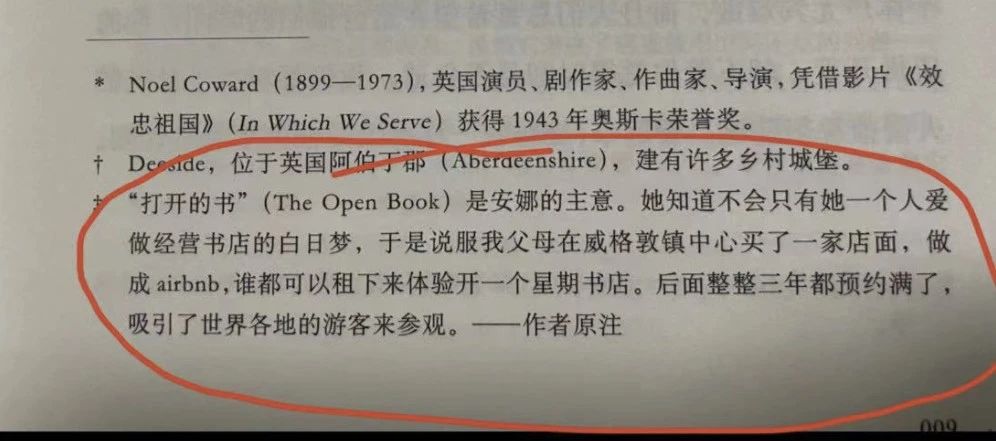 * Noel Coward（1899—1973），英国演员、剧作家、作曲家、导演，凭借影片《效
忠祖国》（In Which We Serve）获得 1943 年奥斯卡荣誉奖。
† Deeside，位于英国阿伯丁郡（Aberdeenshire），建有许多乡村城堡。
‡ “打开的书”（The Open Book）是安娜的主意。她知道不会只有她一个人爱
做经营书店的白日梦，于是说服我父母在威格敦镇中心买了一家店面，做
成 airbnb，谁都可以租下来体验开一个星期书店。后面整整三年都预约满了，
吸引了世界各地的游客来参观。——作者原注
009